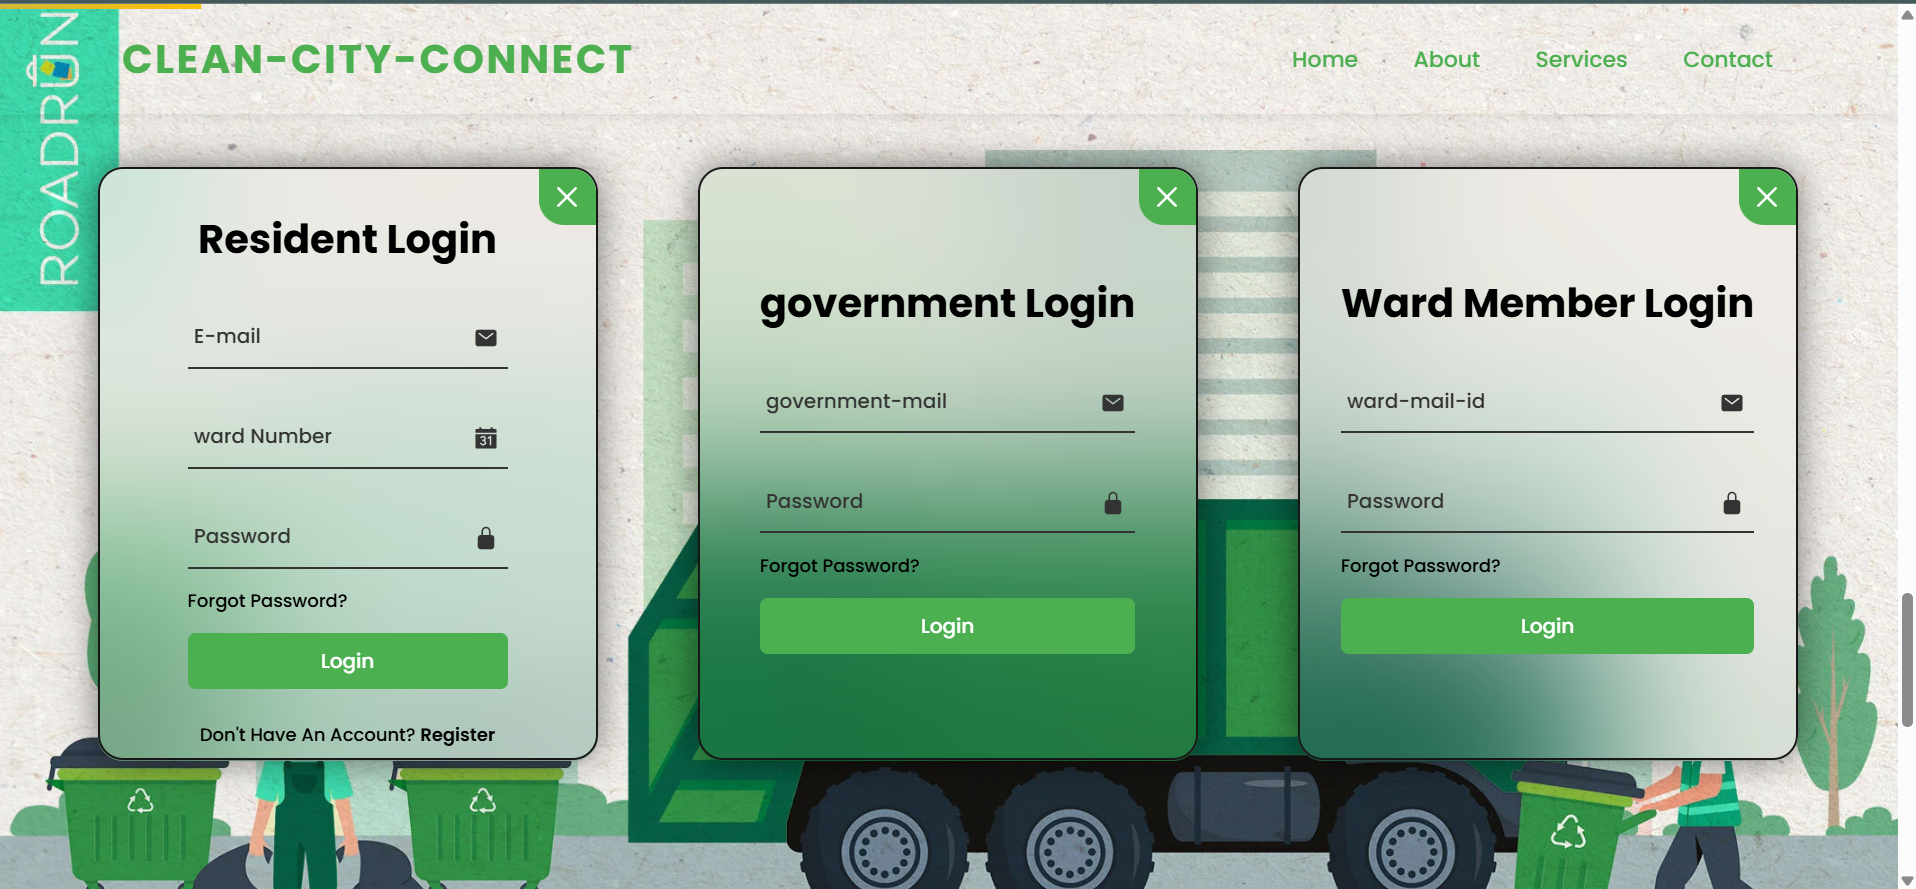 ROADRUN
CLEAN-CITY-CONNECT
Home About Services Contact
Resident Login
E-mail
ward Number
31
Password
Forgot Password?
Login
Don't Have An Account? Register
government Login
government-mail
Password
Forgot Password?
Login
Ward Member Login
ward-mail-id
Password
Forgot Password?
Login